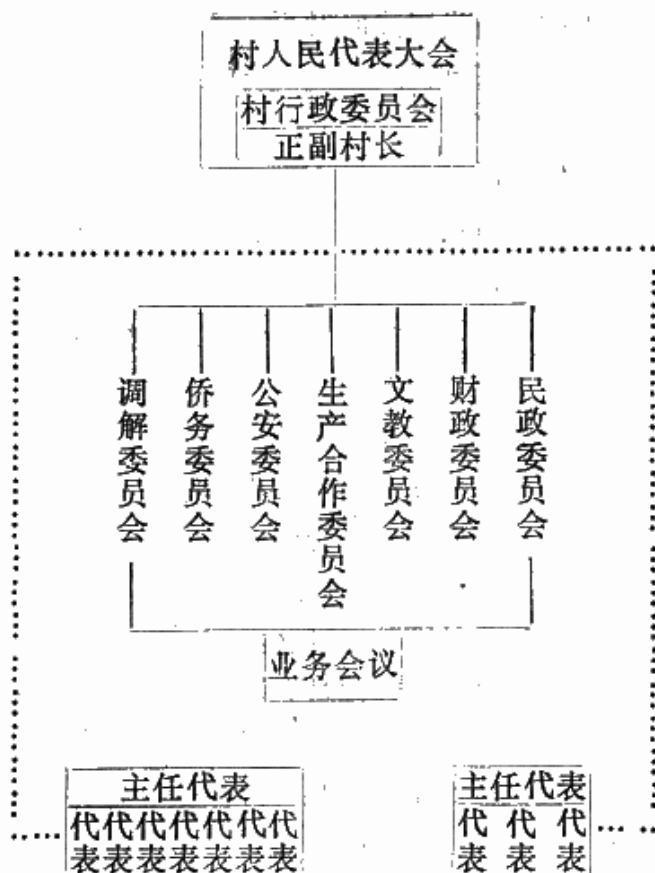 村人民代表大会
村行政委员会
正副村长
调解委员会
侨务委员会
公安委员会
生产合作委员会
文教委员会
财政委员会
民政委员会
业务会议
主任代表
代表
代表
代表
代表
代表
代表
代表
主任代表
代表
代表
代表